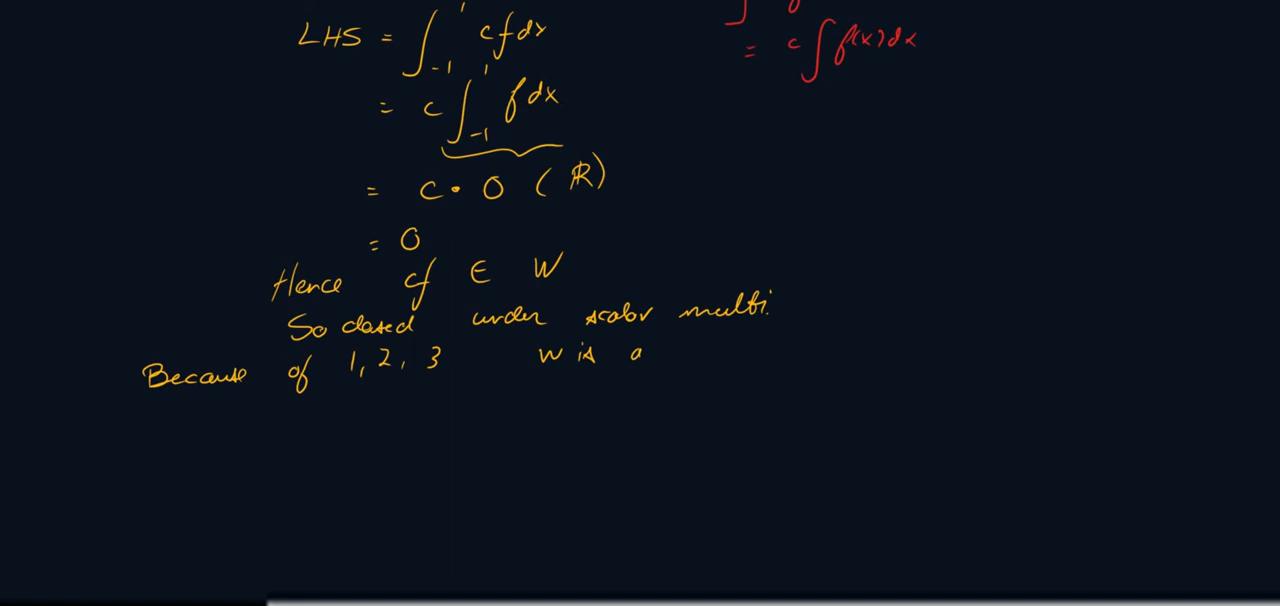 LHS = ∫_{-1}^{1} cf dx
= c ∫_{-1}^{1} f dx
= c • 0 (ℝ)
= 0
Hence cf ∈ W
So closed under scalar multi.
Because of 1, 2, 3 W is a
= c ∫ f(x) dx